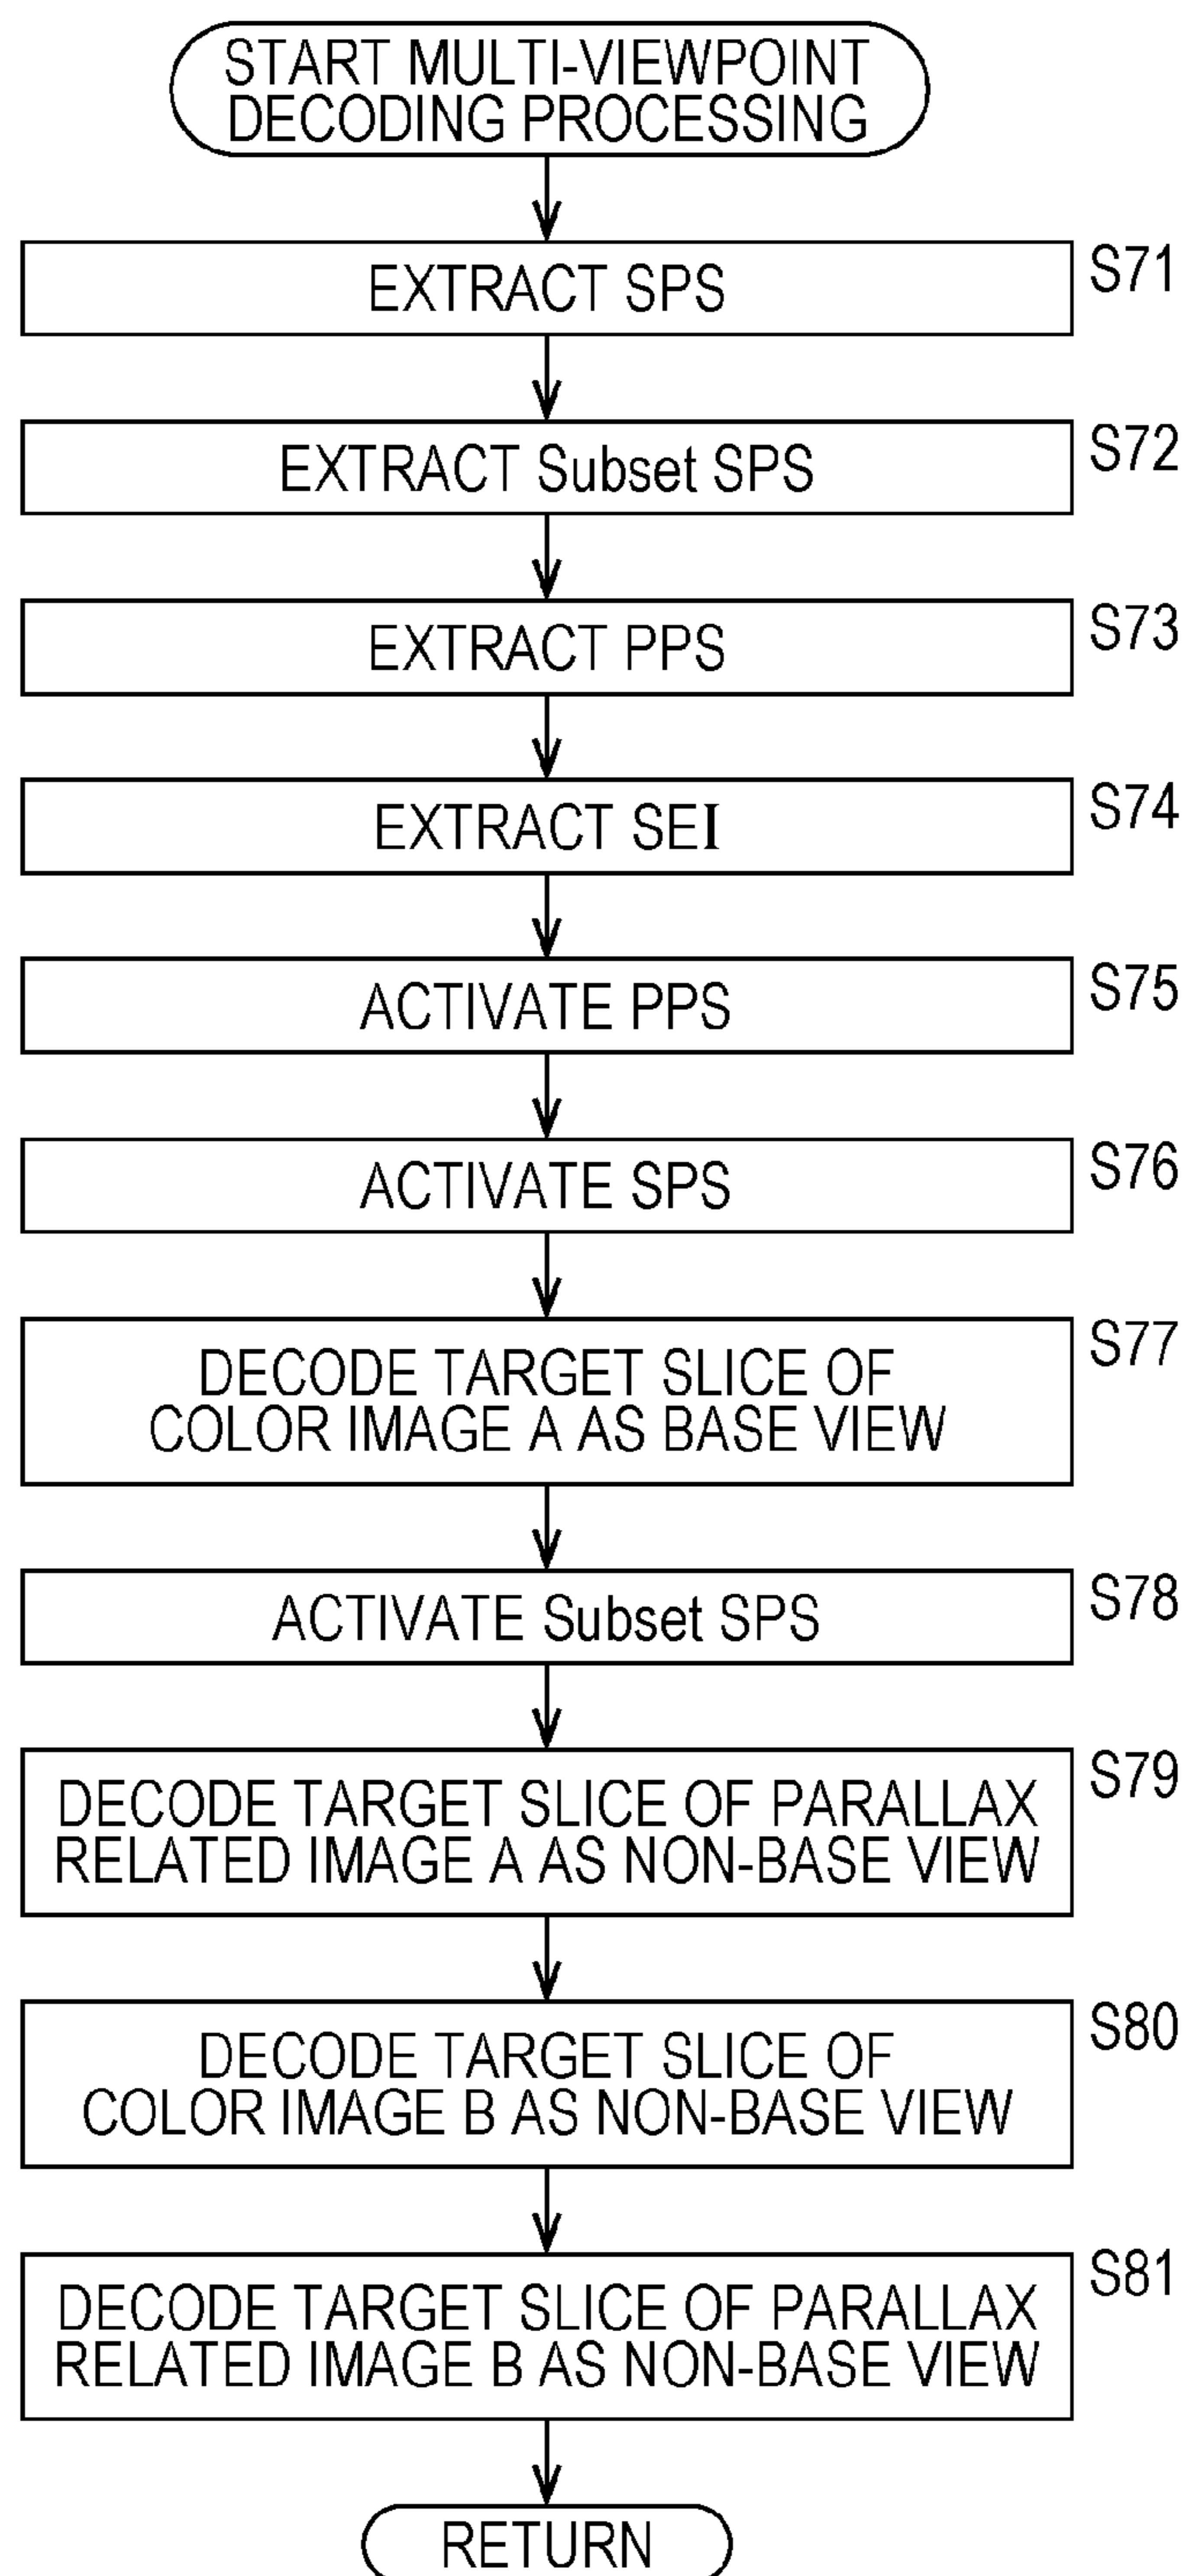 START MULTI-VIEWPOINT
DECODING PROCESSING
EXTRACT SPS
S71
EXTRACT Subset SPS
S72
EXTRACT PPS
S73
EXTRACT SEI
S74
ACTIVATE PPS
S75
ACTIVATE SPS
S76
DECODE TARGET SLICE OF
COLOR IMAGE A AS BASE VIEW
S77
ACTIVATE Subset SPS
S78
DECODE TARGET SLICE OF PARALLAX
RELATED IMAGE A AS NON-BASE VIEW
S79
DECODE TARGET SLICE OF
COLOR IMAGE B AS NON-BASE VIEW
S80
DECODE TARGET SLICE OF PARALLAX
RELATED IMAGE B AS NON-BASE VIEW
S81
RETURN